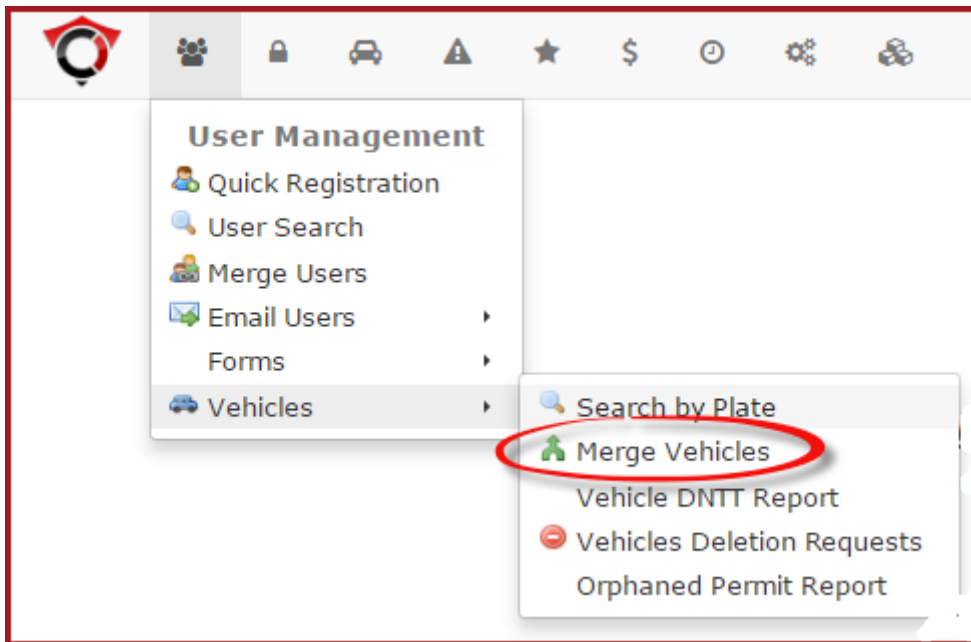 User Management
Quick Registration
User Search
Merge Users
Email Users
Forms
Vehicles
Search by Plate
Merge Vehicles
Vehicle DNTT Report
Vehicles Deletion Requests
Orphaned Permit Report